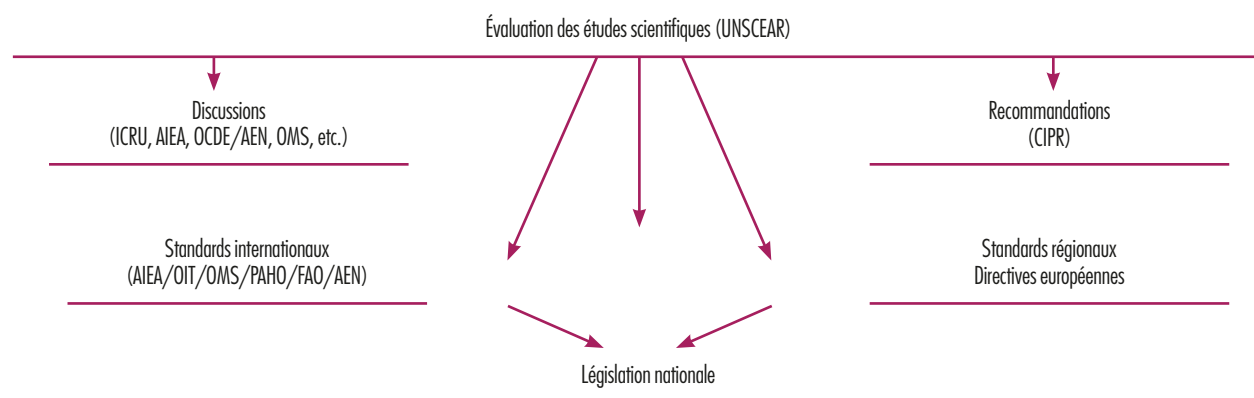 Évaluation des études scientifiques (UNSCEAR)
Discussions
(ICRU, AIEA, OCDE/AEN, OMS, etc.)
Recommandations
(CIPR)
Standards internationaux
(AIEA/OIT/OMS/PAHO/FAO/AEN)
Standards régionaux
Directives européennes
Législation nationale